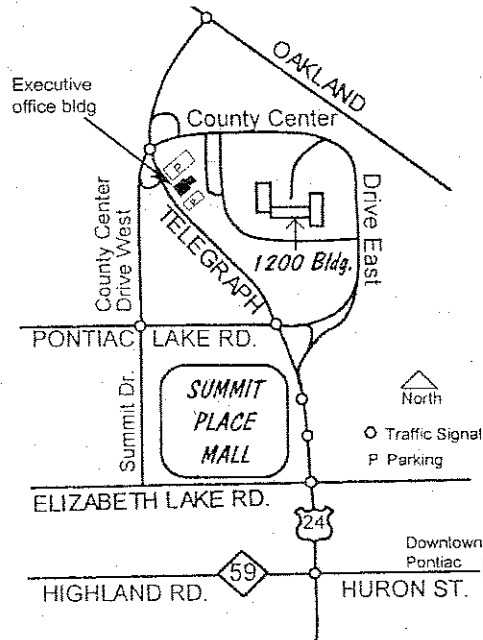 OAKLAND
Executive
office bldg
County Center
P
P
Drive East
TELEGRAPH
1200 Bldg.
County Center
Drive West
PONTIAC LAKE RD.
Summit Dr.
SUMMIT
PLACE
MALL
North
Traffic Signal
P Parking
ELIZABETH LAKE RD.
24
Downtown
Pontiac
59
HIGHLAND RD.
HURON ST.